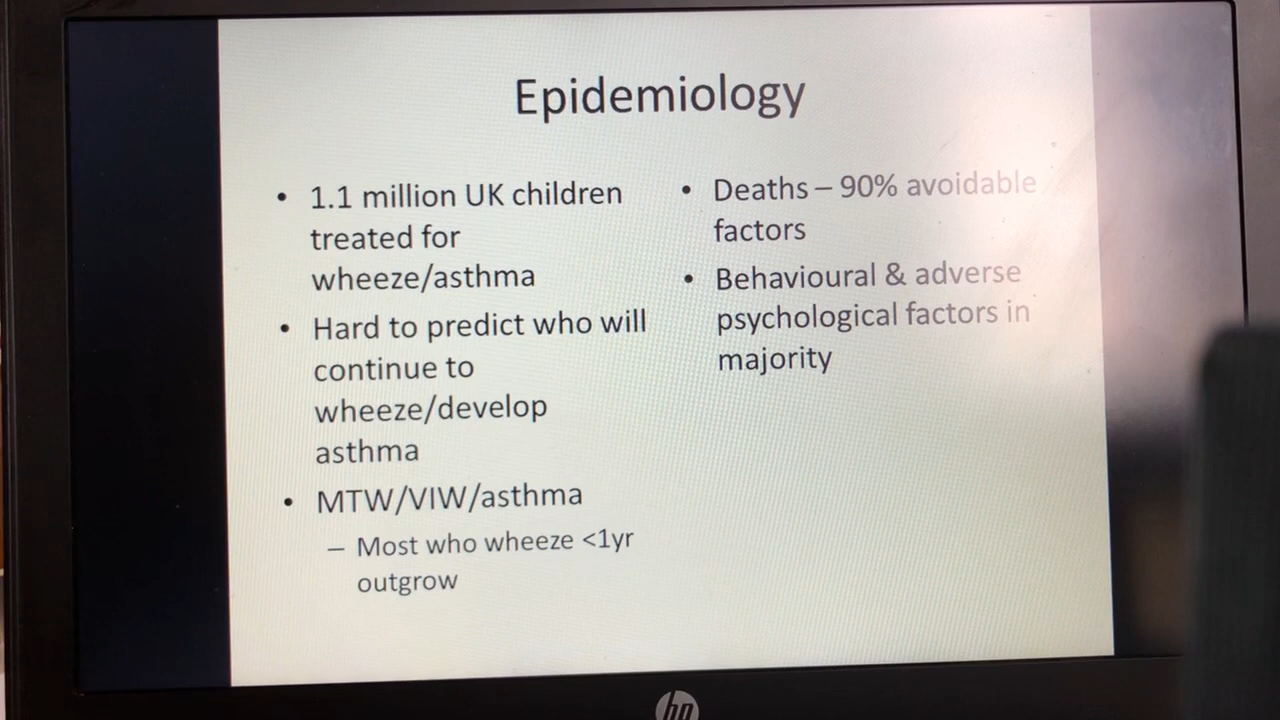 Epidemiology
• 1.1 million UK children
treated for
wheeze/asthma
• Hard to predict who will
continue to
wheeze/develop
asthma
• MTW/VIW/asthma
– Most who wheeze <1yr
outgrow
• Deaths – 90% avoidable
factors
• Behavioural & adverse
psychological factors in
majority
hp